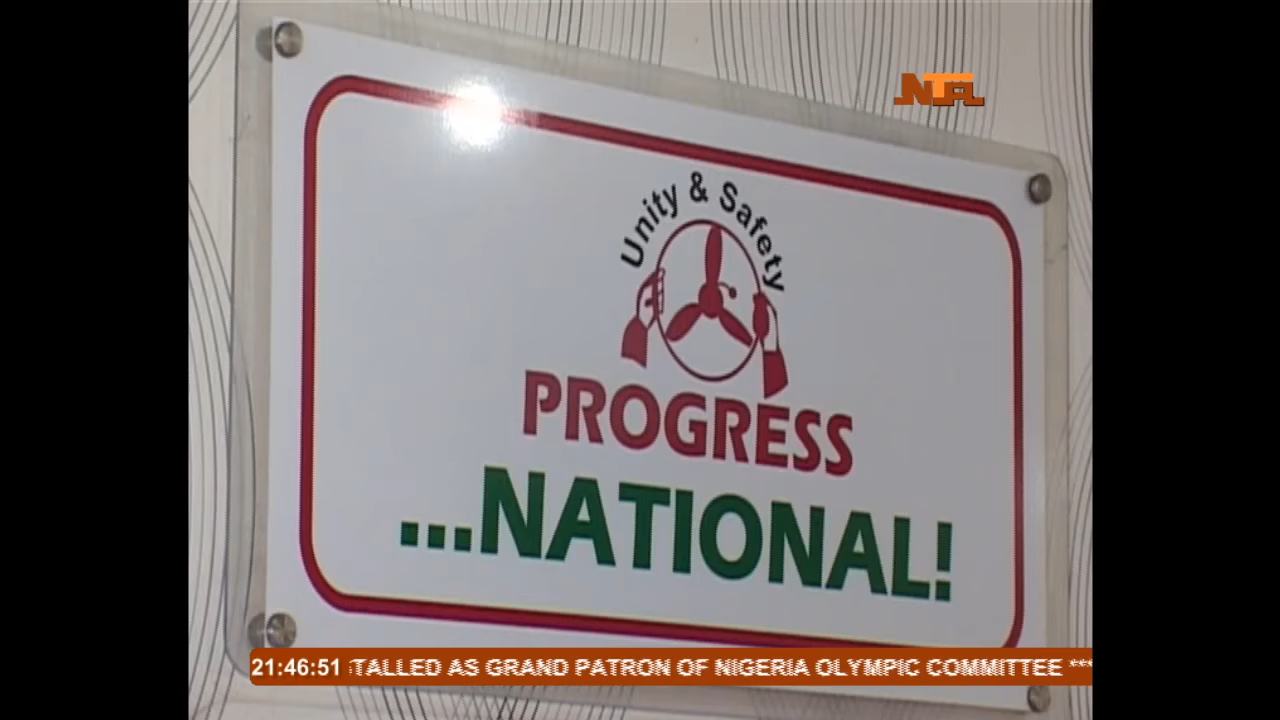 NTA
Unity & Safety
PROGRESS
...NATIONAL!
21:46:51 TALLED AS GRAND PATRON OF NIGERIA OLYMPIC COMMITTEE ***